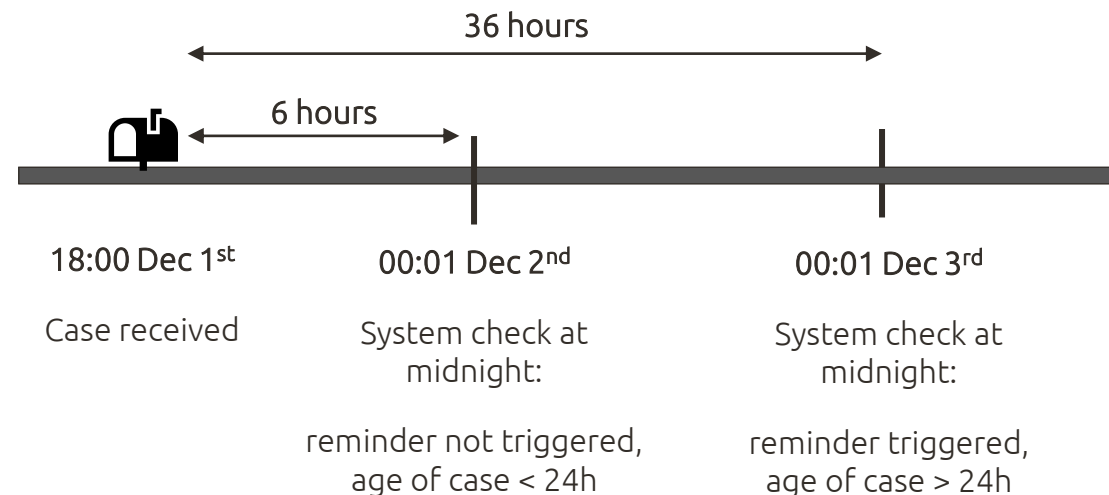 36 hours
6 hours
18:00 Dec 1st
00:01 Dec 2nd
00:01 Dec 3rd
Case received
System check at
midnight:
reminder not triggered,
age of case < 24h
System check at
midnight:
reminder triggered,
age of case > 24h